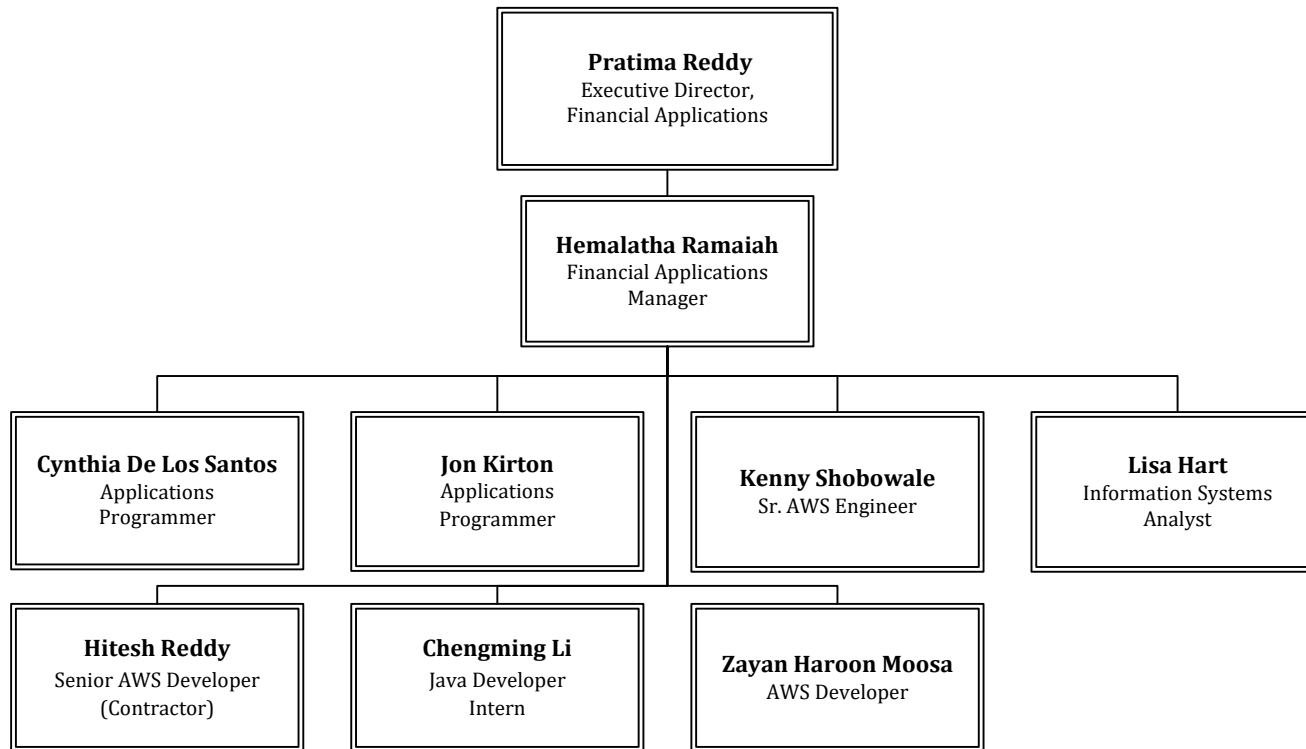 Pratima Reddy
Executive Director,
Financial Applications
Hemalatha Ramaiah
Financial Applications
Manager
Cynthia De Los Santos
Applications
Programmer
Jon Kirton
Applications
Programmer
Kenny Shobowale
Sr. AWS Engineer
Lisa Hart
Information Systems
Analyst
Hitesh Reddy
Senior AWS Developer
(Contractor)
Chengming Li
Java Developer
Intern
Zayan Haroon Moosa
AWS Developer